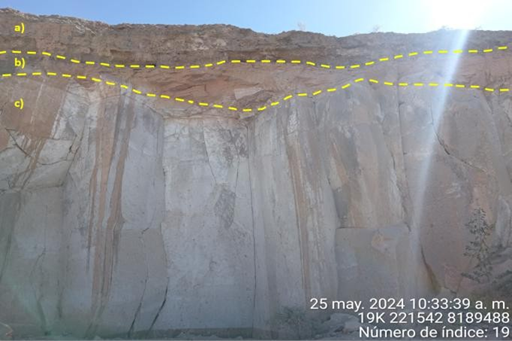 a)
b)
c)
25 may. 2024 10:33:39 a. m.
19K 221542 8189488
Número de índice: 19